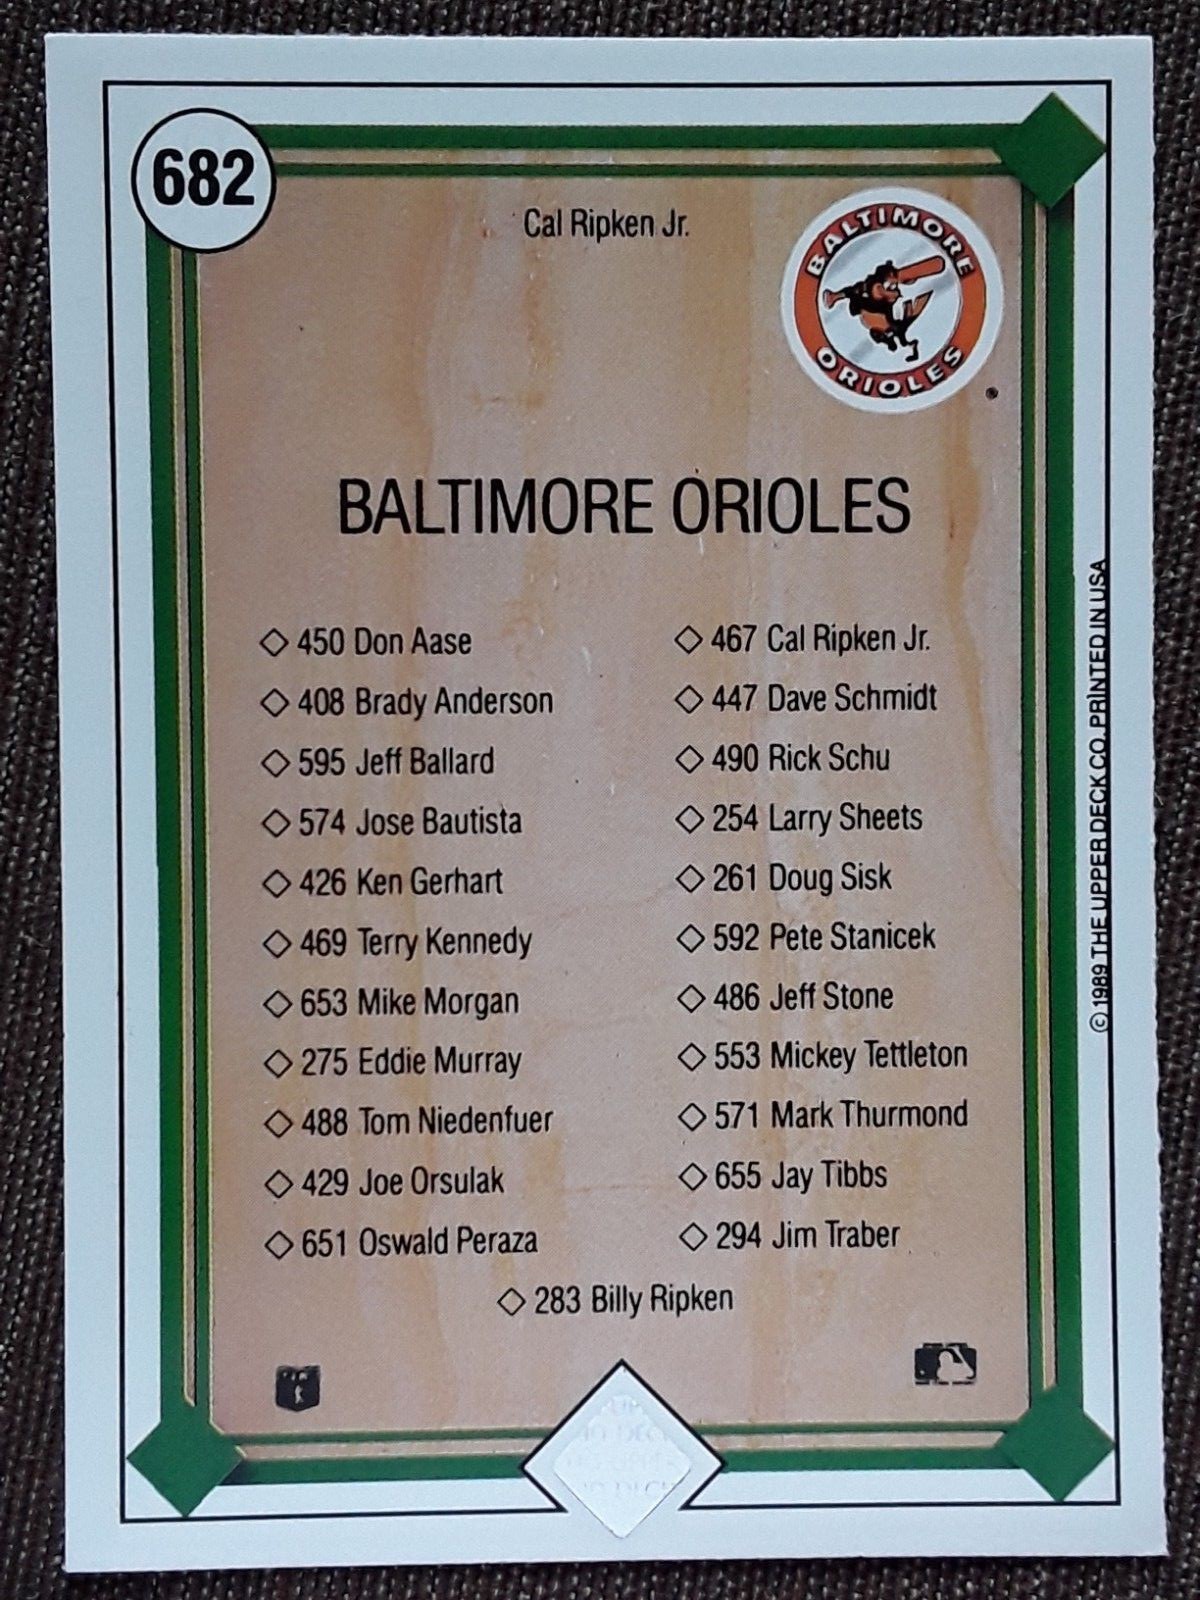 682
Cal Ripken Jr.
BALTIMORE
ORIOLES
BALTIMORE ORIOLES
450 Don Aase
408 Brady Anderson
595 Jeff Ballard
574 Jose Bautista
426 Ken Gerhart
469 Terry Kennedy
653 Mike Morgan
275 Eddie Murray
488 Tom Niedenfuer
429 Joe Orsulak
651 Oswald Peraza
467 Cal Ripken Jr.
447 Dave Schmidt
490 Rick Schu
254 Larry Sheets
261 Doug Sisk
592 Pete Stanicek
486 Jeff Stone
553 Mickey Tettleton
571 Mark Thurmond
655 Jay Tibbs
294 Jim Traber
283 Billy Ripken
© 1989 THE UPPER DECK CO. PRINTED IN USA